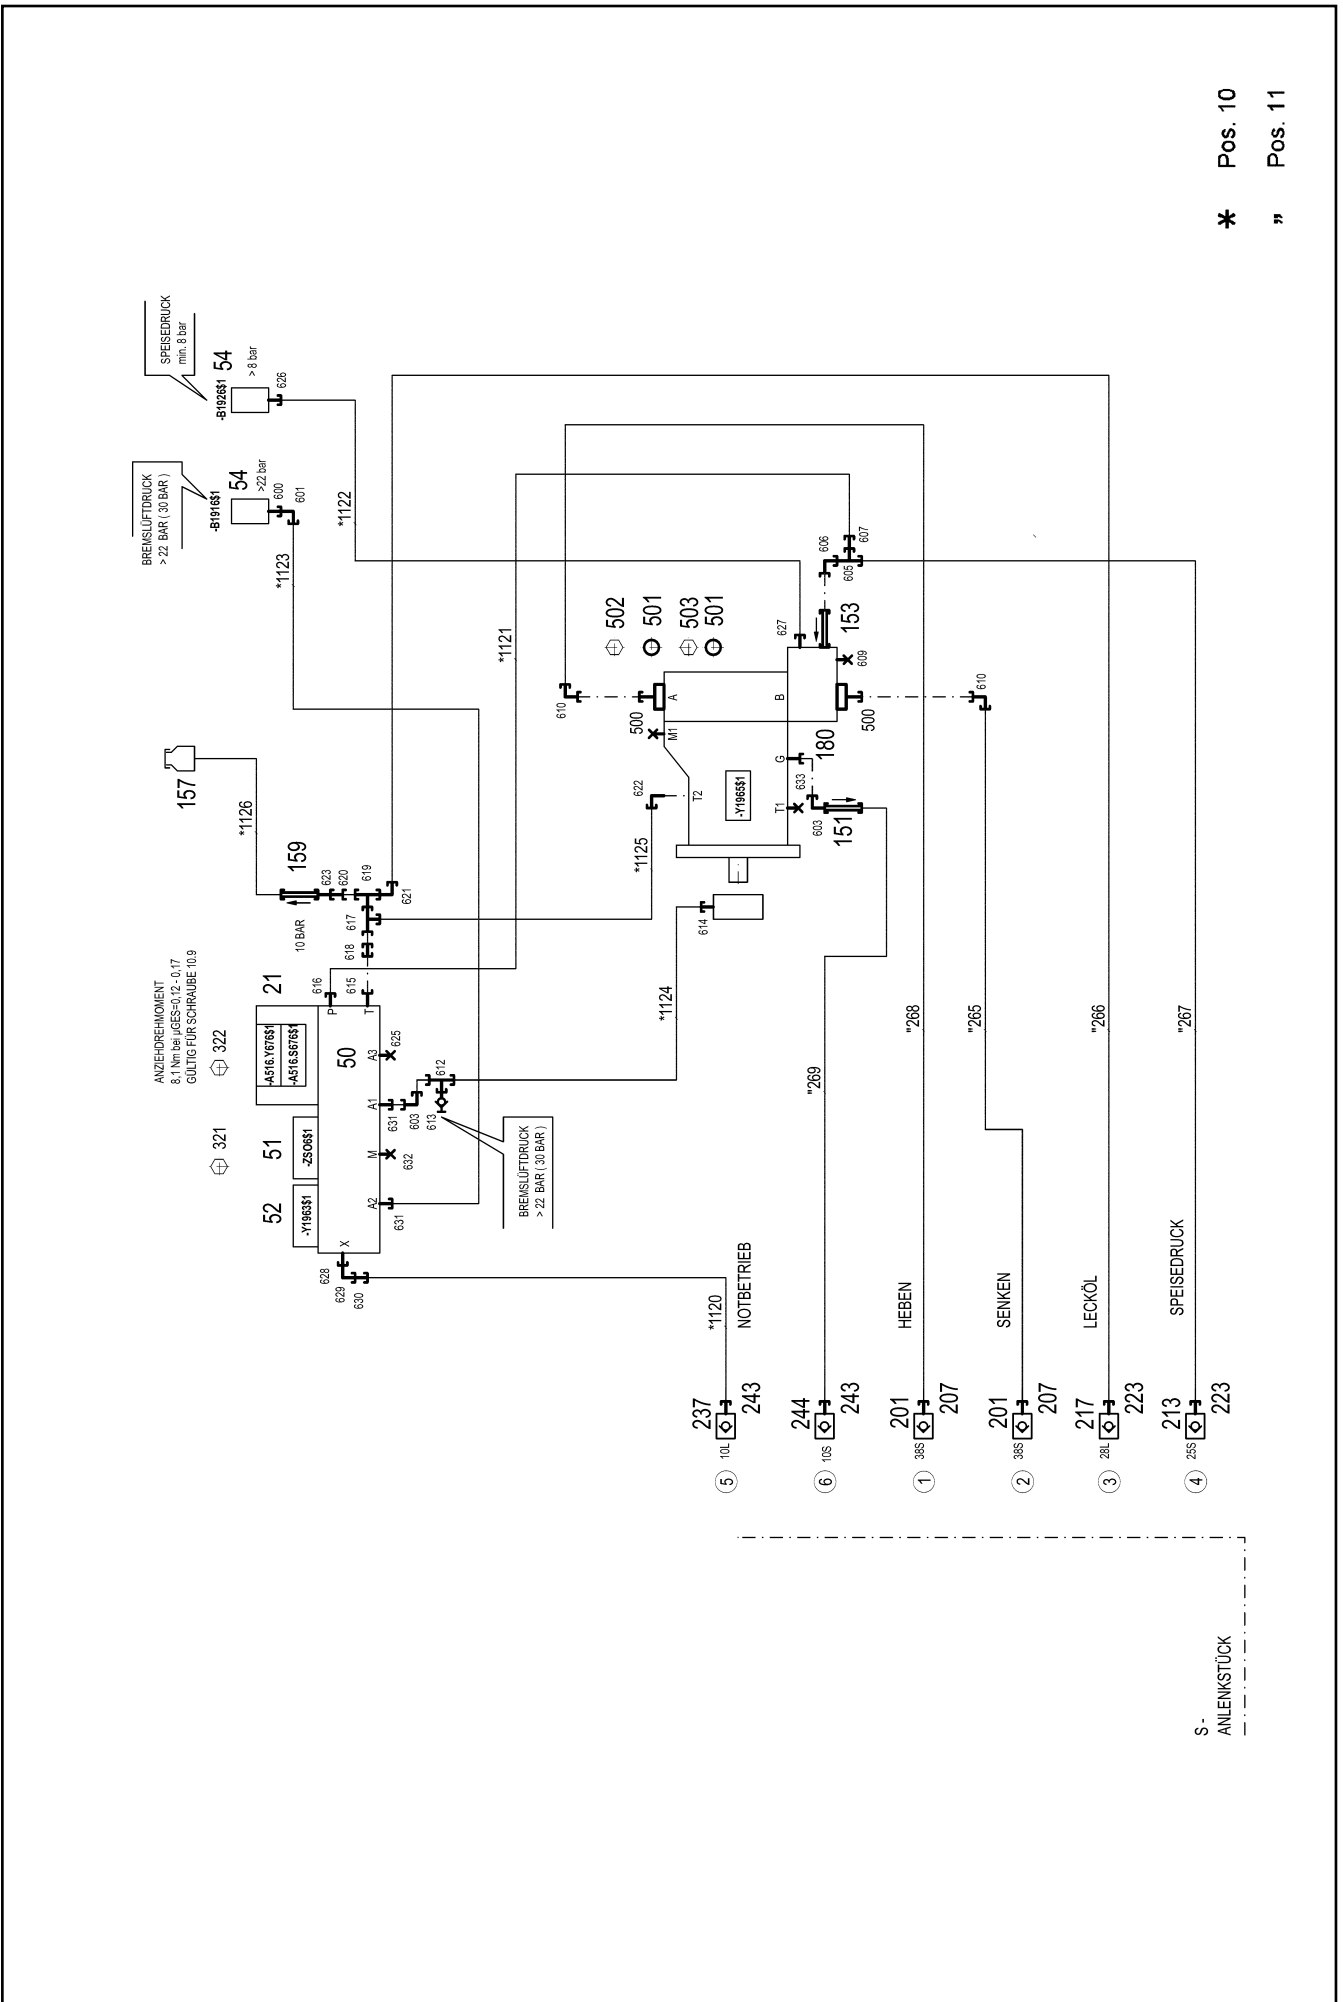 * Pos. 10
" Pos. 11
SPEISEDRUCK
min. 8 bar
-B1926$1
54
> 8 bar
626
BREMSLÜFTDRUCK
> 22 BAR ( 30 BAR )
-B1916$1
54
>22 bar
600
601
*1122
*1123
*1121
157
*1126
159
10 BAR
623
620
619
621
617
618
615
616
ANZIEHDREHMOMENT
8,1 Nm bei µGES=0,12 - 0,17
GÜLTIG FÜR SCHRAUBE 10.9
322
321
21
-A516.Y676$1
-A516.S676$1
50
51
-ZSO6$1
52
-Y1963$1
P
T
A3
625
A1
631
603
613
612
M
632
A2
631
X
628
629
630
BREMSLÜFTDRUCK
> 22 BAR ( 30 BAR )
502
501
503
501
606
607
605
153
627
609
610
500
A
M1
B
500
610
180
G
633
T1
603
151
T2
622
*1125
-Y1965$1
614
*1124
"269
"268
"265
"266
"267
*1120
NOTBETRIEB
HEBEN
SENKEN
LECKÖL
SPEISEDRUCK
237
243
10L
5
244
243
10S
6
201
207
38S
1
201
207
38S
2
217
223
28L
3
213
223
25S
4
S -
ANLENKSTÜCK